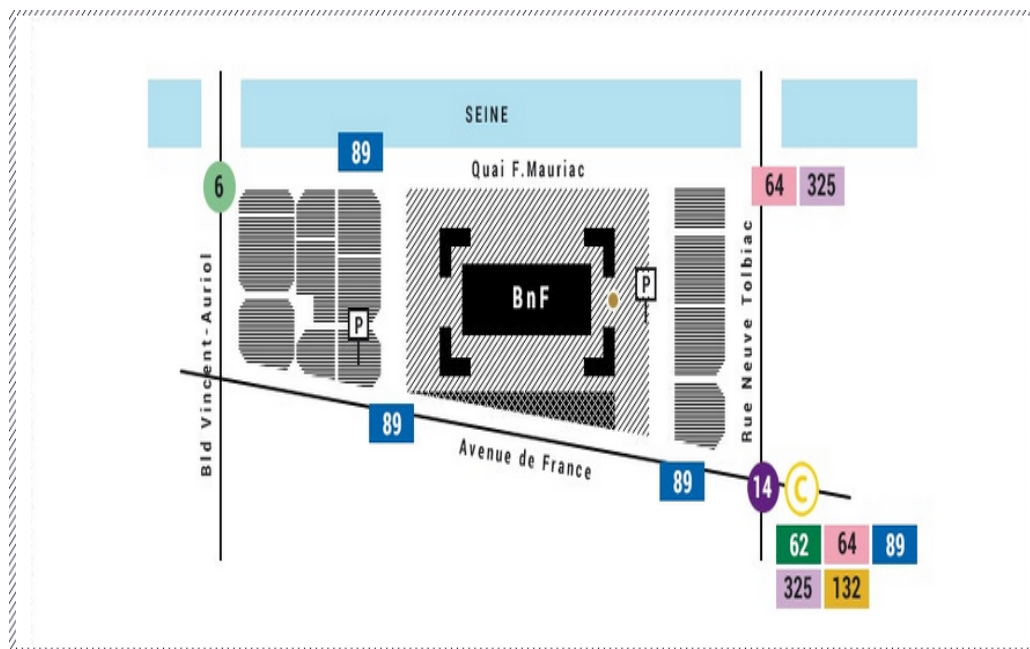 SEINE
89
Quai F.Mauriac
6
64
325
Bld Vincent-Auriol
Rue Neuve Tolbiac
BnF
P
P
89
Avenue de France
89
14
C
62
64
89
325
132